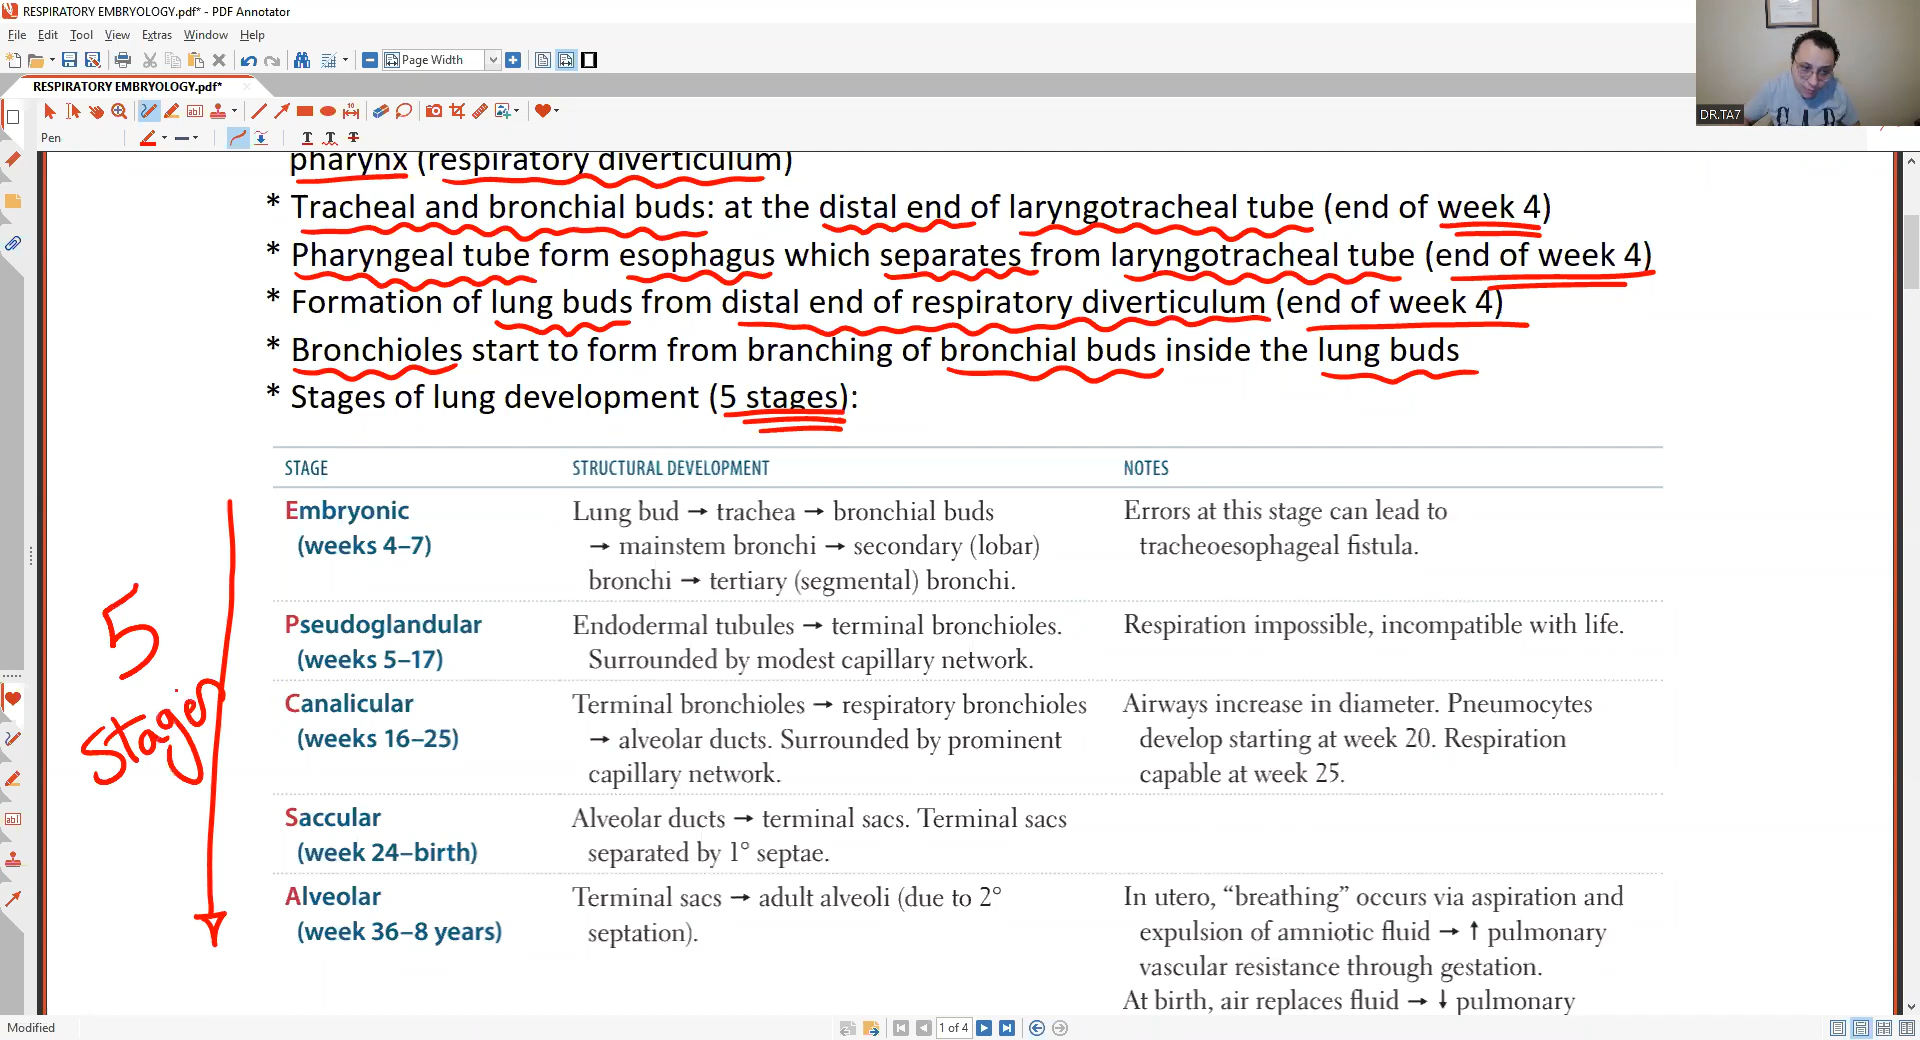 RESPIRATORY EMBRYOLOGY.pdf* - PDF Annotator
File Edit Tool View Extras Window Help
Page Width
RESPIRATORY EMBRYOLOGY.pdf*
Pen
DR.TA7
pharynx (respiratory diverticulum)
* Tracheal and bronchial buds: at the distal end of laryngotracheal tube (end of week 4)
* Pharyngeal tube form esophagus which separates from laryngotracheal tube (end of week 4)
* Formation of lung buds from distal end of respiratory diverticulum (end of week 4)
* Bronchioles start to form from branching of bronchial buds inside the lung buds
* Stages of lung development (5 stages):
STAGE STRUCTURAL DEVELOPMENT NOTES
Embryonic Lung bud → trachea → bronchial buds Errors at this stage can lead to
(weeks 4–7) → mainstem bronchi → secondary (lobar) tracheoesophageal fistula.
bronchi → tertiary (segmental) bronchi.
Pseudoglandular Endodermal tubules → terminal bronchioles. Respiration impossible, incompatible with life.
(weeks 5–17) Surrounded by modest capillary network.
Canalicular Terminal bronchioles → respiratory bronchioles Airways increase in diameter. Pneumocytes
(weeks 16–25) → alveolar ducts. Surrounded by prominent develop starting at week 20. Respiration
capillary network. capable at week 25.
Saccular Alveolar ducts → terminal sacs. Terminal sacs
(week 24–birth) separated by 1° septae.
Alveolar Terminal sacs → adult alveoli (due to 2° In utero, “breathing” occurs via aspiration and
(week 36–8 years) septation). expulsion of amniotic fluid → ↑ pulmonary
vascular resistance through gestation.
At birth, air replaces fluid → ↓ pulmonary
5
stages
Modified
1 of 4